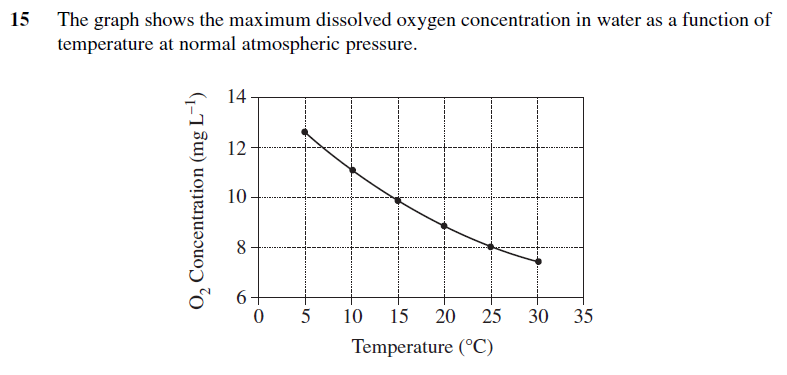 15 The graph shows the maximum dissolved oxygen concentration in water as a function of
temperature at normal atmospheric pressure.
O₂ Concentration (mg L⁻¹)
14
12
10
8
6
0 5 10 15 20 25 30 35
Temperature (°C)